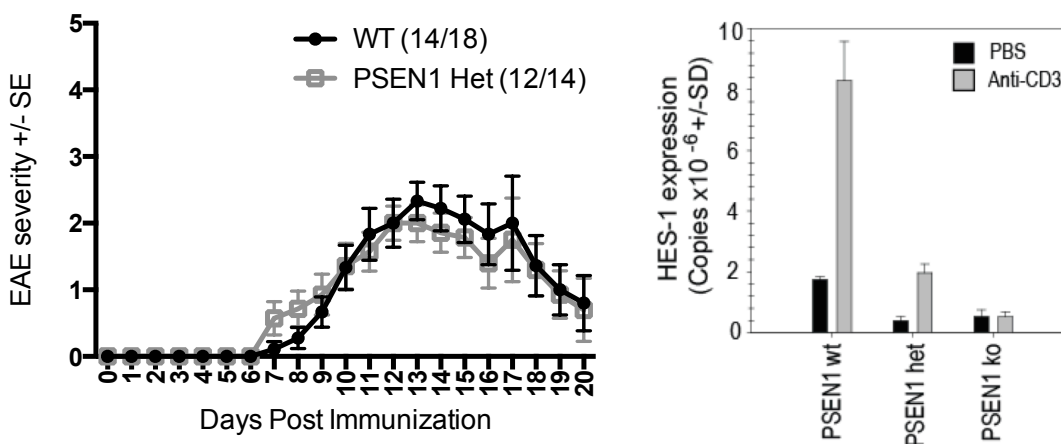 EAE severity +/- SE
5
4
3
2
1
0
WT (14/18)
PSEN1 Het (12/14)
0 1 2 3 4 5 6 7 8 9 10 11 12 13 14 15 16 17 18 19 20
Days Post Immunization
HES-1 expression
(Copies x10 -6 +/-SD)
10
8
6
4
2
0
PBS
Anti-CD3
PSEN1 wt
PSEN1 het
PSEN1 ko